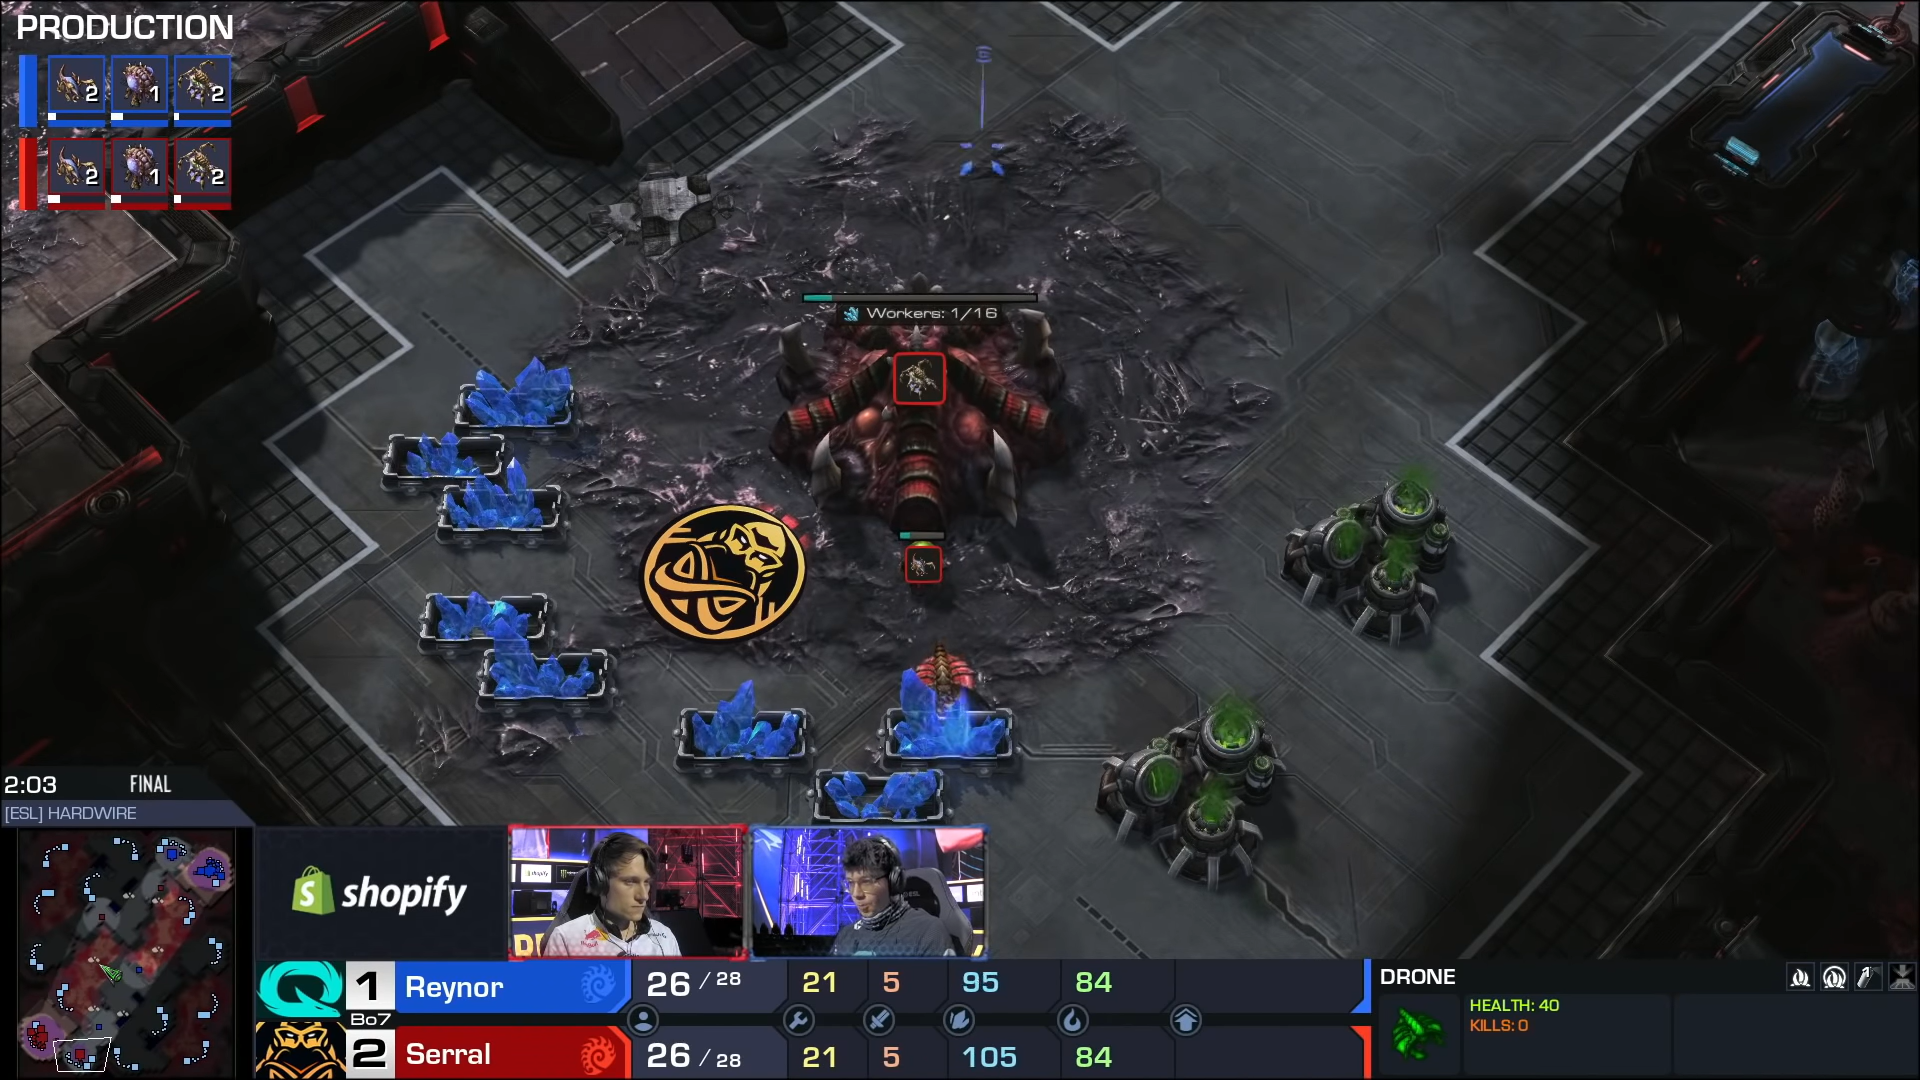 PRODUCTION
2 1 2
2 1 2
Workers: 1/16
2:03 FINAL
[ESL] HARDWIRE
shopify
1 Reynor 26 / 28 21 5 95 84
Bo7
2 Serral 26 / 28 21 5 105 84
DRONE
HEALTH: 40
KILLS: 0